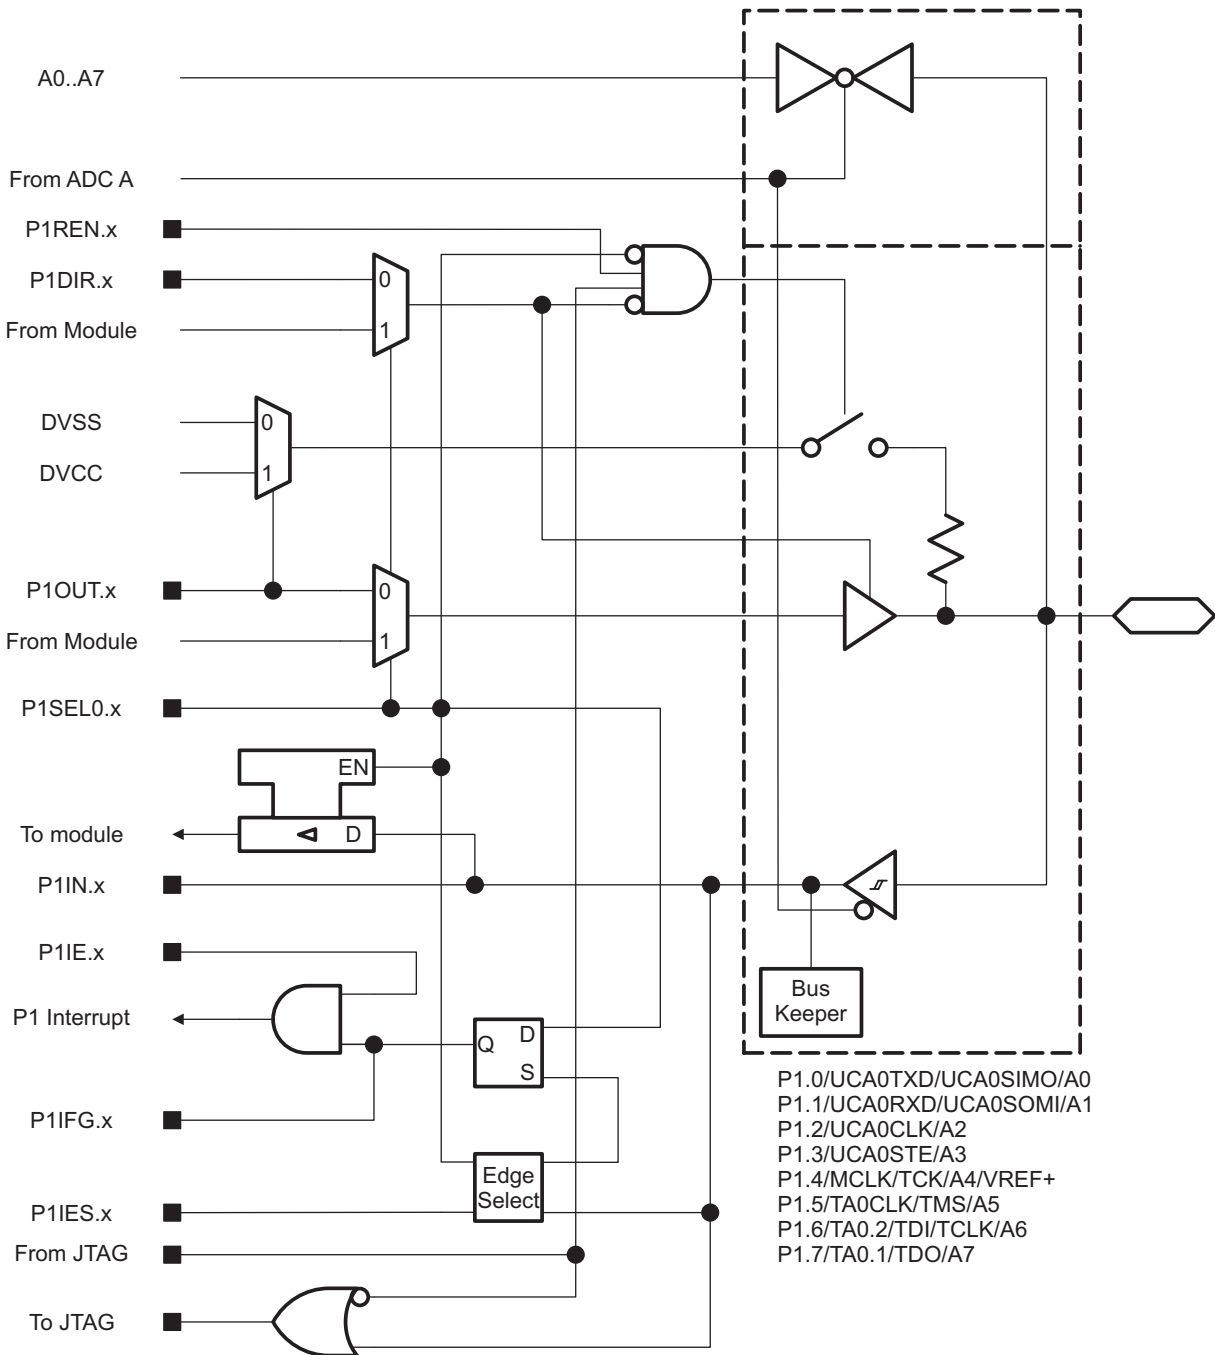 A0..A7
From ADC A
P1REN.x
P1DIR.x
0
From Module
1
DVSS
0
DVCC
1
P1OUT.x
0
From Module
1
P1SEL0.x
EN
To module
D
P1IN.x
P1IE.x
Bus
Keeper
P1 Interrupt
Q
D
S
P1IFG.x
Edge
Select
P1IES.x
From JTAG
To JTAG
P1.0/UCA0TXD/UCA0SIMO/A0
P1.1/UCA0RXD/UCA0SOMI/A1
P1.2/UCA0CLK/A2
P1.3/UCA0STE/A3
P1.4/MCLK/TCK/A4/VREF+
P1.5/TA0CLK/TMS/A5
P1.6/TA0.2/TDI/TCLK/A6
P1.7/TA0.1/TDO/A7